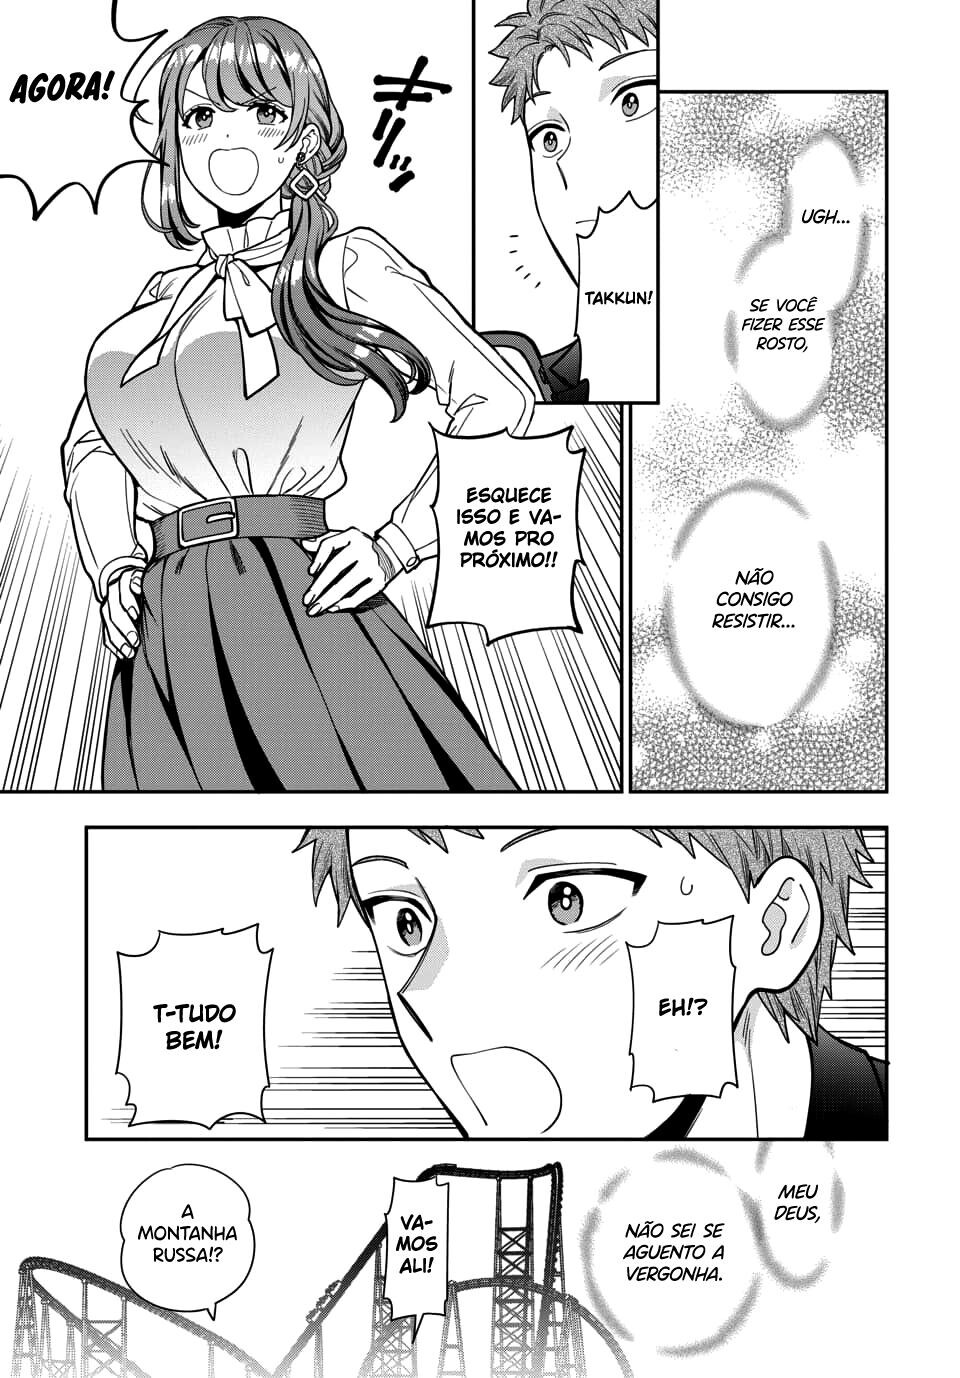 UGH...
SE VOCÊ
FIZER ESSE
ROSTO,
NÃO
CONSIGO
RESISTIR...
TAKKUN!
AGORA!
ESQUECE
ISSO E VA-
MOS PRO
PRÓXIMO!!
EH!?
T-TUDO
BEM!
MEU
DEUS,
NÃO SEI SE
AGUENTO A
VERGONHA.
VA-
MOS
ALI!
A
MONTANHA
RUSSA!?